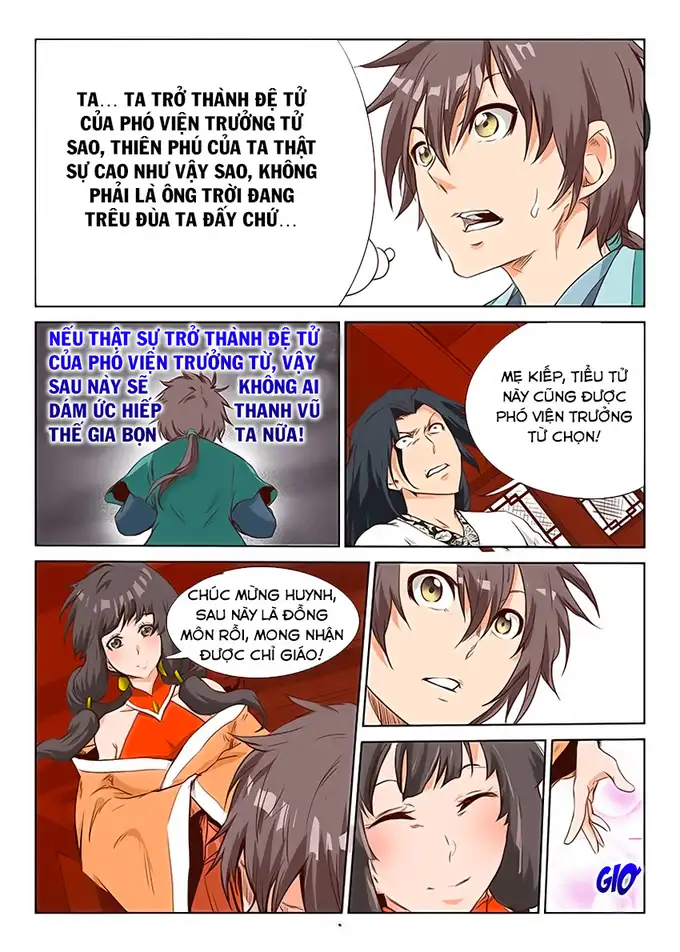 TA... TA TRỞ THÀNH ĐỆ TỬ
CỦA PHÓ VIỆN TRƯỞNG TỬ
SAO, THIÊN PHÚ CỦA TA THẬT
SỰ CAO NHƯ VẬY SAO, KHÔNG
PHẢI LÀ ÔNG TRỜI ĐANG
TRÊU ĐÙA TA ĐẤY CHỨ...
NẾU THẬT SỰ TRỞ THÀNH ĐỆ TỬ
CỦA PHÓ VIỆN TRƯỞNG TỪ, VẬY
SAU NÀY SẼ KHÔNG AI
DÁM ỨC HIẾP THANH VŨ
THẾ GIA BỌN TA NỮA!
MẸ KIẾP, TIỂU TỬ
NÀY CŨNG ĐƯỢC
PHÓ VIỆN TRƯỞNG
TỪ CHỌN!
CHÚC MỪNG HUYNH,
SAU NÀY LÀ ĐỒNG
MÔN RỒI, MONG NHẬN
ĐƯỢC CHỈ GIÁO!
GIƠ